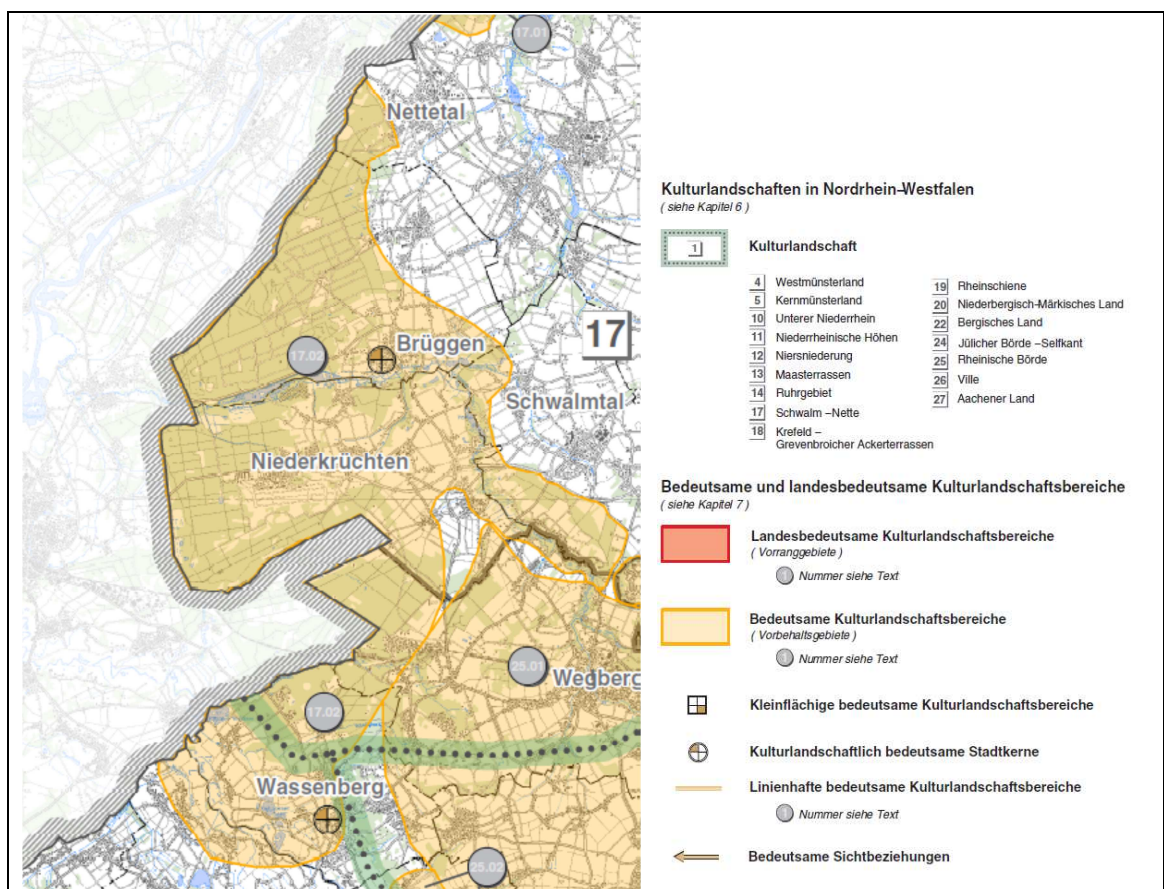 17.01
Nettetal
17.02
Brüggen
17
Schwalmtal
Niederkrüchten
25.01
Wegberg
17.02
Wassenberg
25.02
Kulturlandschaften in Nordrhein–Westfalen
( siehe Kapitel 6 )
1 Kulturlandschaft
4 Westmünsterland
5 Kernmünsterland
10 Unterer Niederrhein
11 Niederrheinische Höhen
12 Niersniederung
13 Maasterrassen
14 Ruhrgebiet
17 Schwalm –Nette
18 Krefeld –
Grevenbroicher Ackerterrassen
19 Rheinschiene
20 Niederbergisch-Märkisches Land
22 Bergisches Land
24 Jülicher Börde –Selfkant
25 Rheinische Börde
26 Ville
27 Aachener Land
Bedeutsame und landesbedeutsame Kulturlandschaftsbereiche
( siehe Kapitel 7 )
Landesbedeutsame Kulturlandschaftsbereiche
( Vorranggebiete )
1 Nummer siehe Text
Bedeutsame Kulturlandschaftsbereiche
( Vorbehaltsgebiete )
1 Nummer siehe Text
Kleinflächige bedeutsame Kulturlandschaftsbereiche
Kulturlandschaftlich bedeutsame Stadtkerne
Linienhafte bedeutsame Kulturlandschaftsbereiche
1 Nummer siehe Text
Bedeutsame Sichtbeziehungen